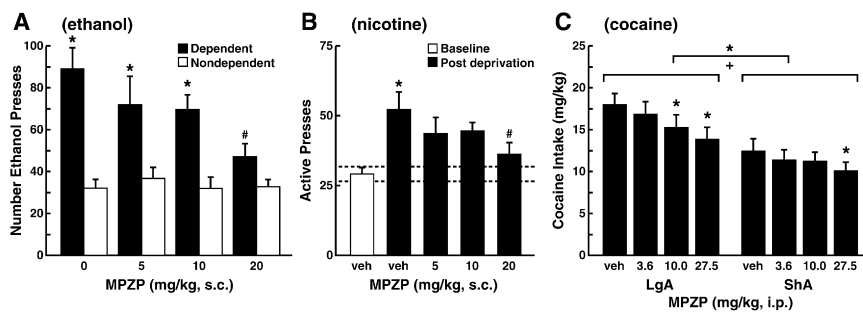 A (ethanol)
Number Ethanol Presses
100
80
60
40
20
0
* * * #
Dependent
Nondependent
0 5 10 20
MPZP (mg/kg, s.c.)
B (nicotine)
Active Presses
75
50
25
0
* #
Baseline
Post deprivation
veh veh 5 10 20
MPZP (mg/kg, s.c.)
C (cocaine)
Cocaine Intake (mg/kg)
25
20
15
10
5
0
*
+
* * *
veh 3.6 10.0 27.5 veh 3.6 10.0 27.5
LgA ShA
MPZP (mg/kg, i.p.)